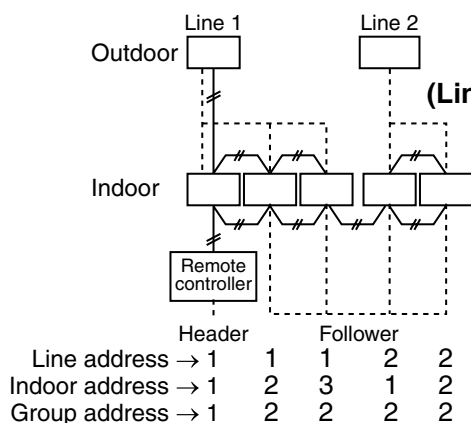 Line 1 Line 2
Outdoor
(Lin
Indoor
Remote
controller
Header Follower
Line address → 1 1 1 2 2
Indoor address → 1 2 3 1 2
Group address → 1 2 2 2 2